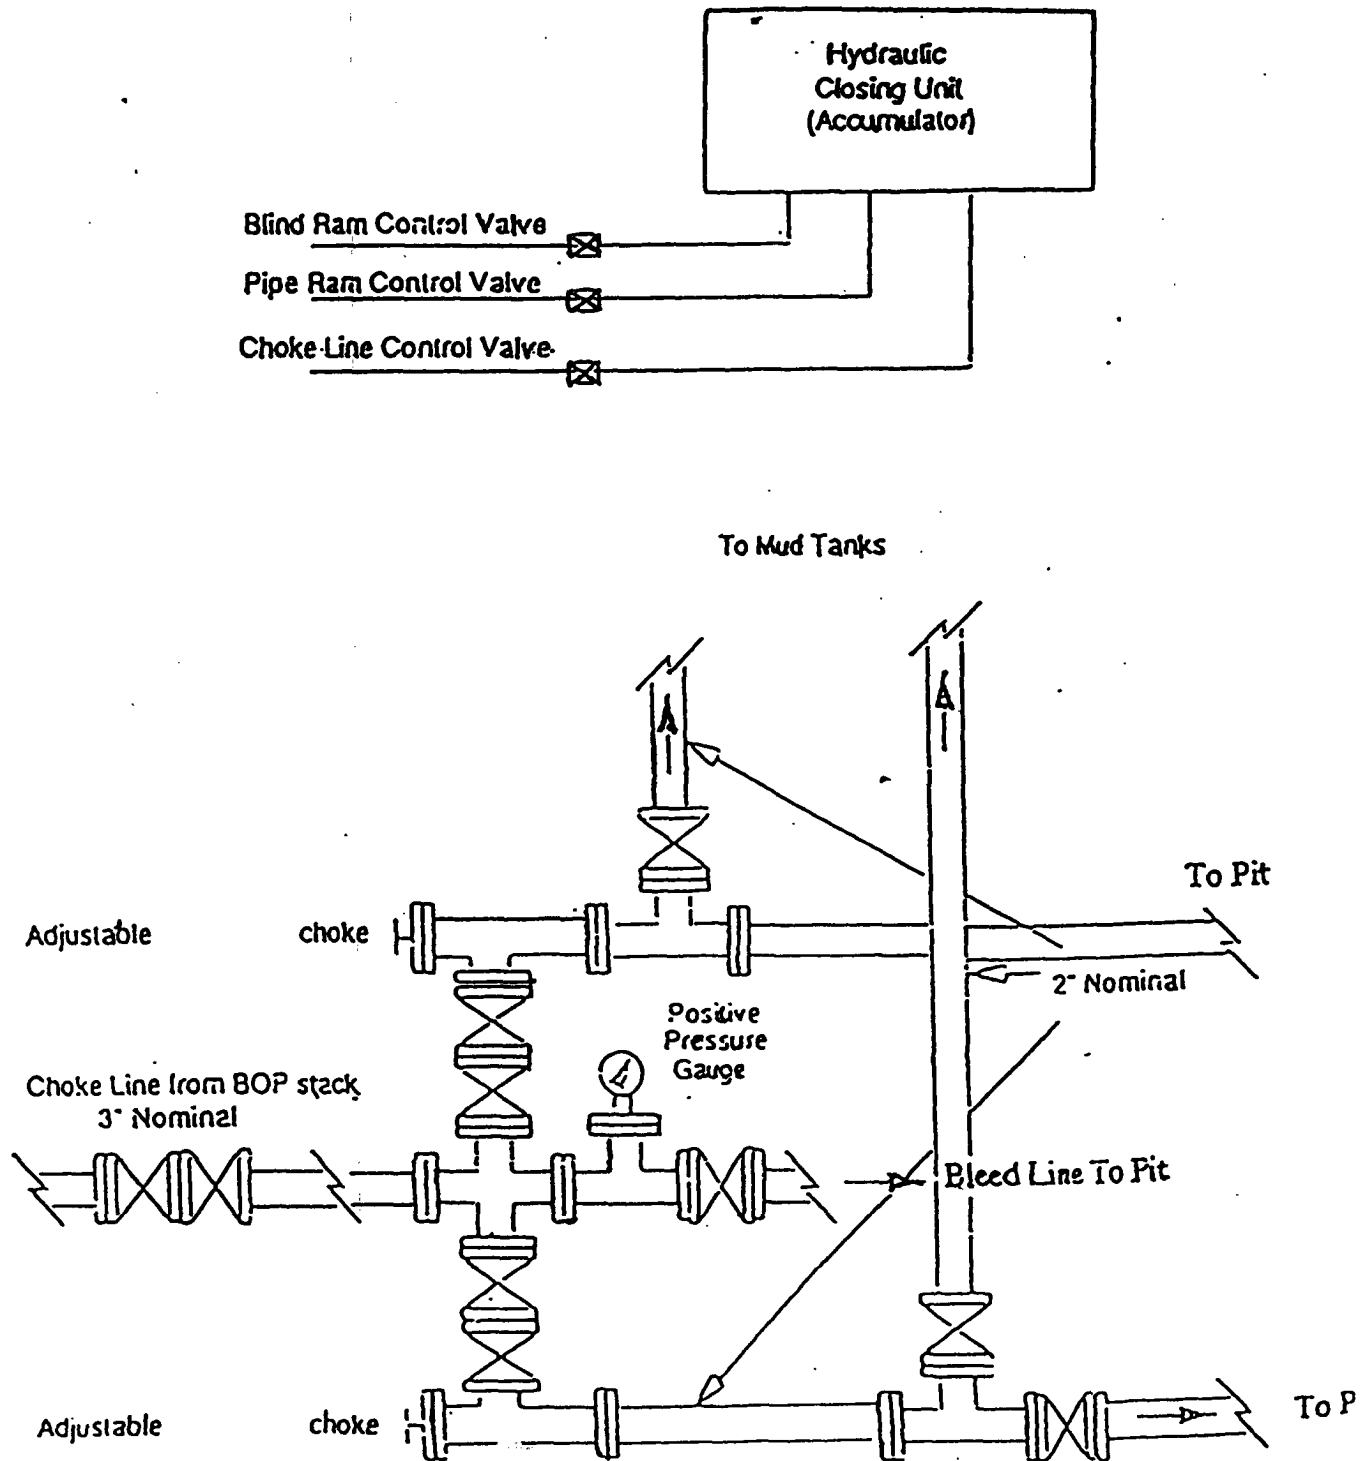 Hydraulic
Closing Unit
(Accumulator)
Blind Ram Control Valve
Pipe Ram Control Valve
Choke Line Control Valve
To Mud Tanks
To Pit
Adjustable choke
2" Nominal
Positive
Pressure
Gauge
Choke Line from BOP stack
3" Nominal
Bleed Line To Pit
Adjustable choke
To P